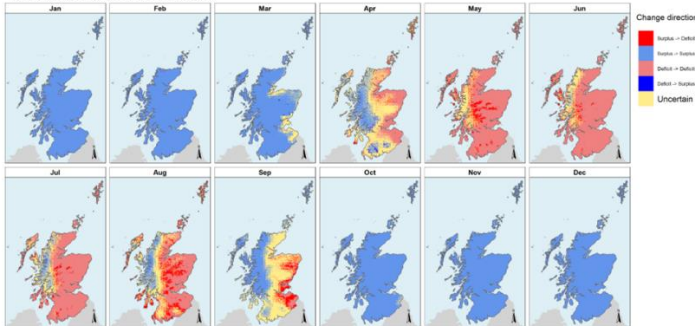 Jan
Feb
Mar
Apr
May
Jun
Change direction
Surplus -> Deficit
Surplus -> Surplus
Deficit -> Deficit
Deficit -> Surplus
Uncertain
Jul
Aug
Sep
Oct
Nov
Dec